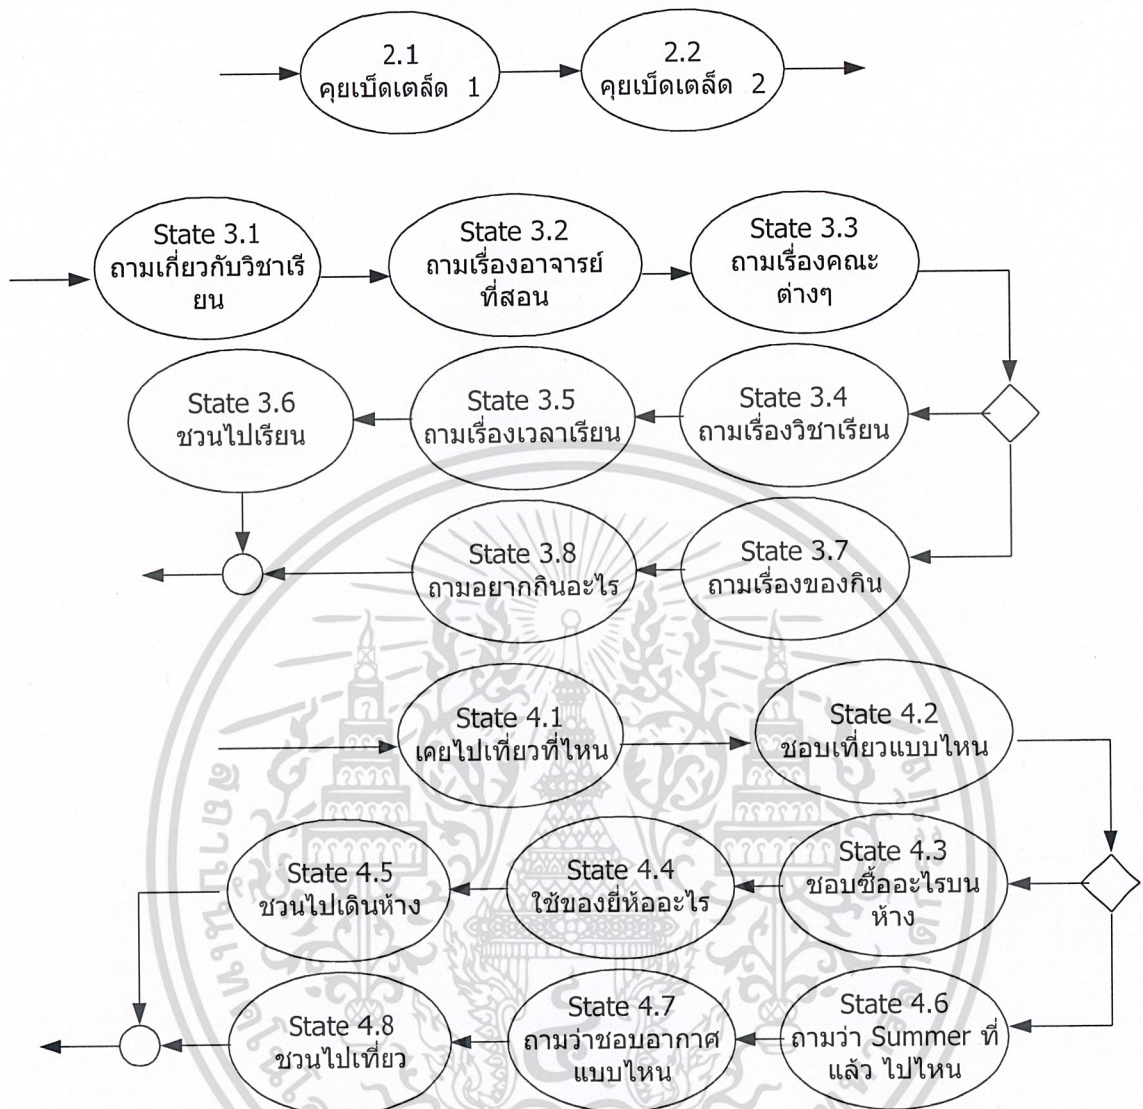 2.1
คุยเบ็ดเตล็ด 1
2.2
คุยเบ็ดเตล็ด 2
State 3.1
ถามเกี่ยวกับวิชาเรี
ยน
State 3.2
ถามเรื่องอาจารย์
ที่สอน
State 3.3
ถามเรื่องคณะ
ต่างๆ
State 3.6
ชวนไปเรียน
State 3.5
ถามเรื่องเวลาเรียน
State 3.4
ถามเรื่องวิชาเรียน
State 3.8
ถามอยากกินอะไร
State 3.7
ถามเรื่องของกิน
State 4.1
เคยไปเที่ยวที่ไหน
State 4.2
ชอบเที่ยวแบบไหน
State 4.5
ชวนไปเดินห้าง
State 4.4
ใช้ของยี่ห้ออะไร
State 4.3
ชอบซื้ออะไรบน
ห้าง
State 4.8
ชวนไปเที่ยว
State 4.7
ถามว่าชอบอากาศ
แบบไหน
State 4.6
ถามว่า Summer ที่
แล้ว ไปไหน